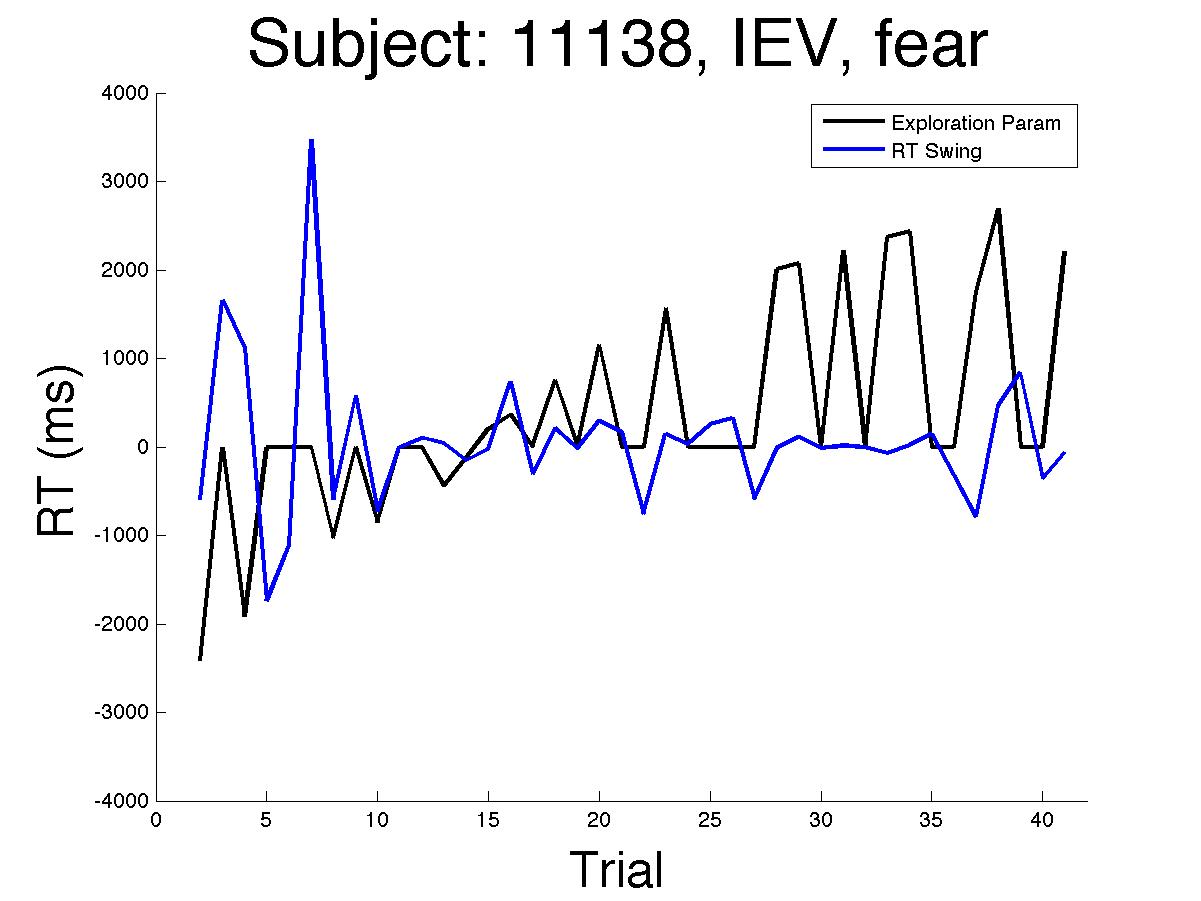 Subject: 11138, IEV, fear
Exploration Param
RT Swing
4000
3000
2000
1000
0
-1000
-2000
-3000
-4000
RT (ms)
0 5 10 15 20 25 30 35 40
Trial